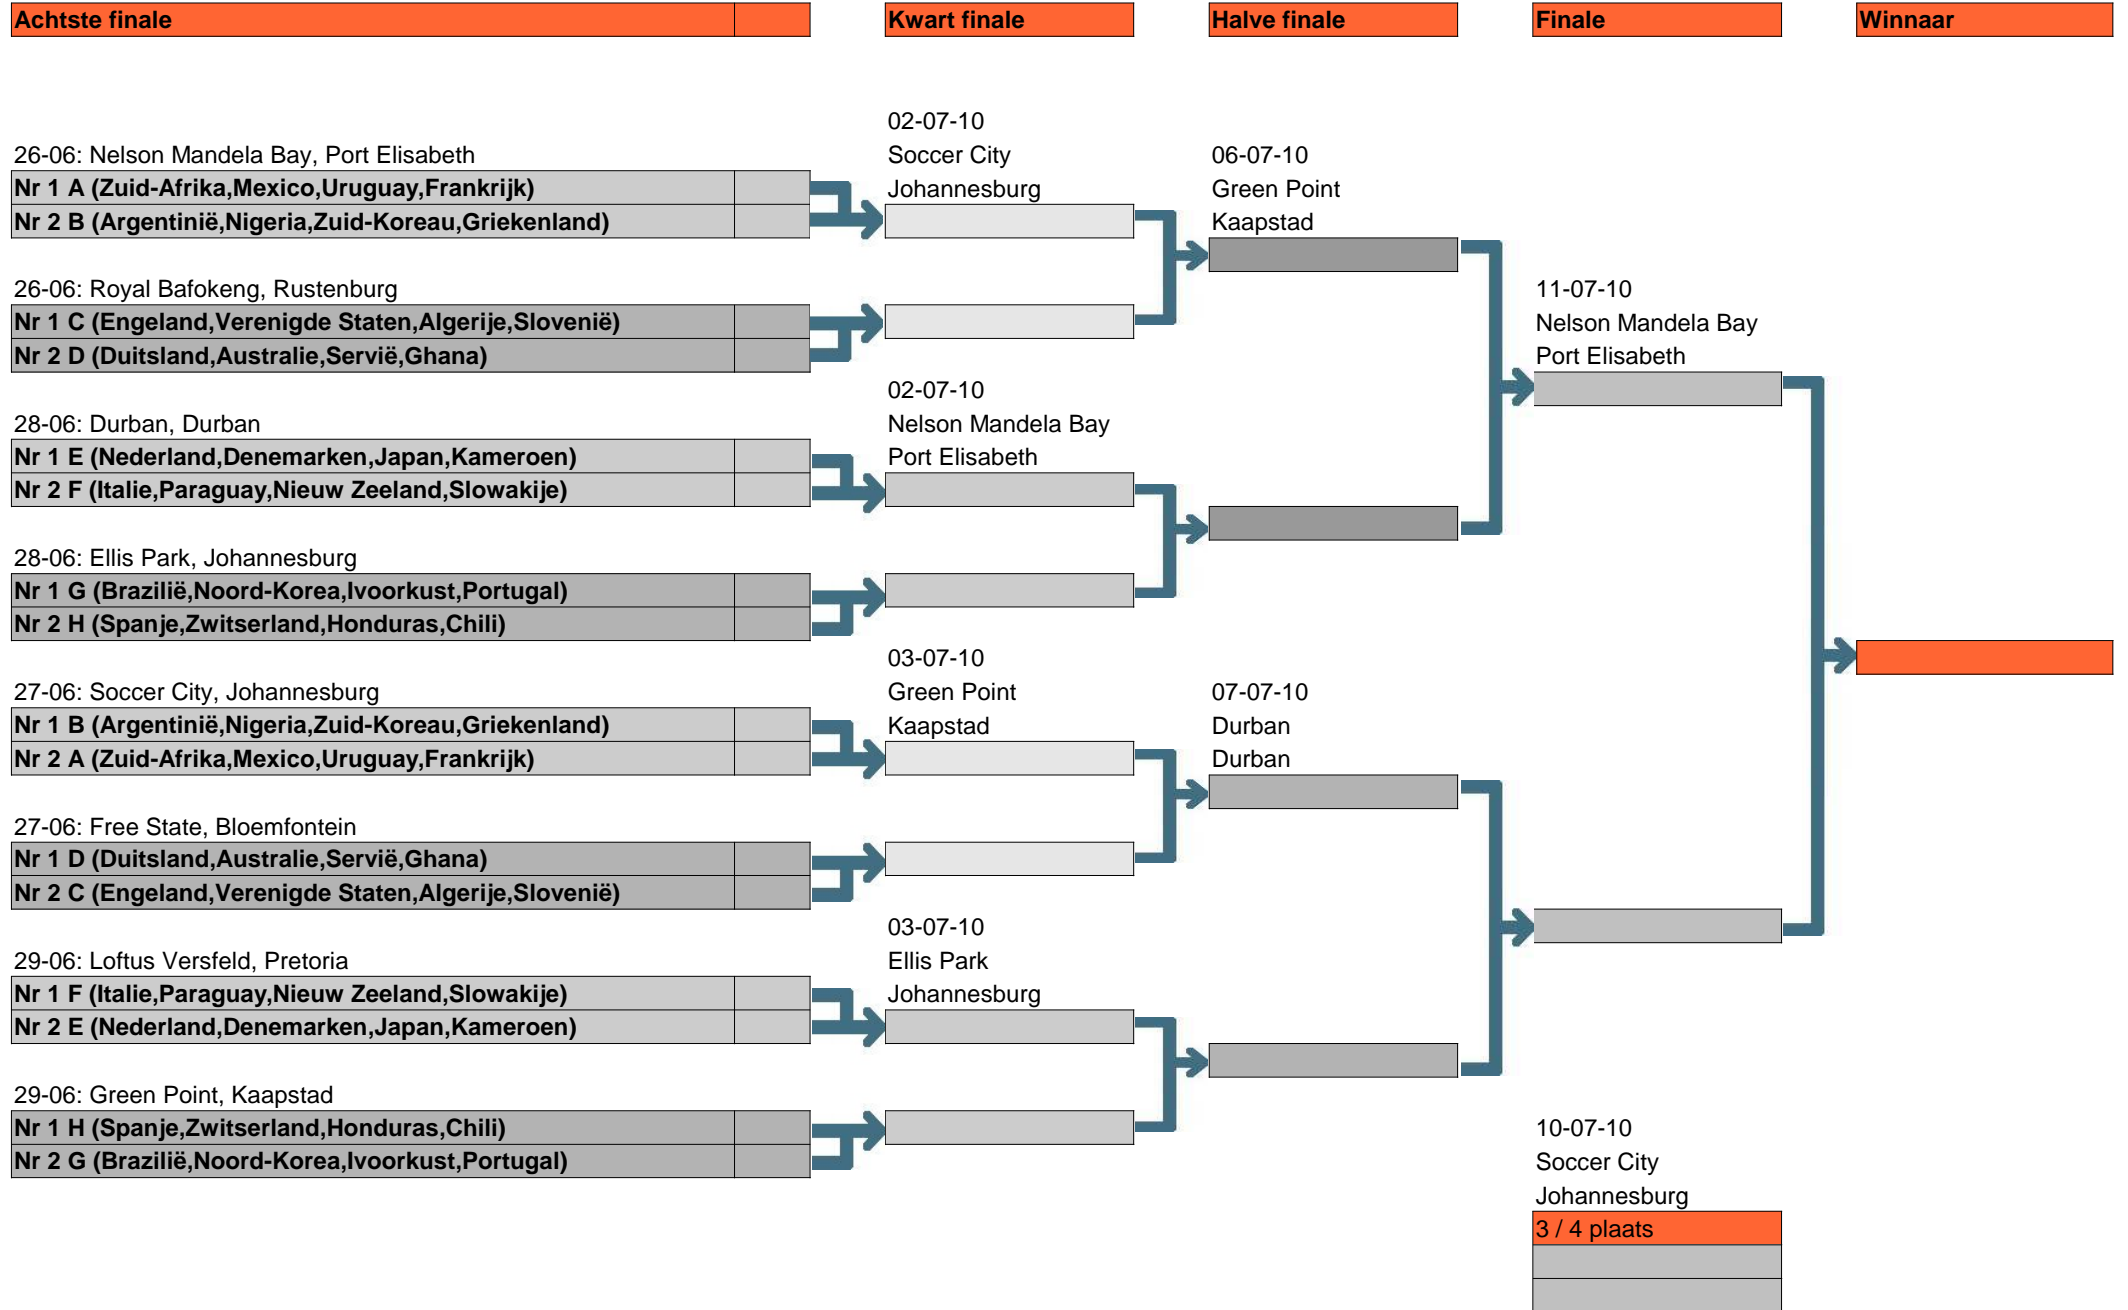 Achtste finale
Kwart finale
Halve finale
Finale
Winnaar
26-06: Nelson Mandela Bay, Port Elisabeth
Nr 1 A (Zuid-Afrika,Mexico,Uruguay,Frankrijk)
Nr 2 B (Argentinië,Nigeria,Zuid-Koreau,Griekenland)
26-06: Royal Bafokeng, Rustenburg
Nr 1 C (Engeland,Verenigde Staten,Algerije,Slovenië)
Nr 2 D (Duitsland,Australie,Servië,Ghana)
28-06: Durban, Durban
Nr 1 E (Nederland,Denemarken,Japan,Kameroen)
Nr 2 F (Italie,Paraguay,Nieuw Zeeland,Slowakije)
28-06: Ellis Park, Johannesburg
Nr 1 G (Brazilië,Noord-Korea,Ivoorkust,Portugal)
Nr 2 H (Spanje,Zwitserland,Honduras,Chili)
27-06: Soccer City, Johannesburg
Nr 1 B (Argentinië,Nigeria,Zuid-Koreau,Griekenland)
Nr 2 A (Zuid-Afrika,Mexico,Uruguay,Frankrijk)
27-06: Free State, Bloemfontein
Nr 1 D (Duitsland,Australie,Servië,Ghana)
Nr 2 C (Engeland,Verenigde Staten,Algerije,Slovenië)
29-06: Loftus Versfeld, Pretoria
Nr 1 F (Italie,Paraguay,Nieuw Zeeland,Slowakije)
Nr 2 E (Nederland,Denemarken,Japan,Kameroen)
29-06: Green Point, Kaapstad
Nr 1 H (Spanje,Zwitserland,Honduras,Chili)
Nr 2 G (Brazilië,Noord-Korea,Ivoorkust,Portugal)
02-07-10
Soccer City
Johannesburg
02-07-10
Nelson Mandela Bay
Port Elisabeth
03-07-10
Green Point
Kaapstad
03-07-10
Ellis Park
Johannesburg
06-07-10
Green Point
Kaapstad
07-07-10
Durban
Durban
11-07-10
Nelson Mandela Bay
Port Elisabeth
10-07-10
Soccer City
Johannesburg
3 / 4 plaats